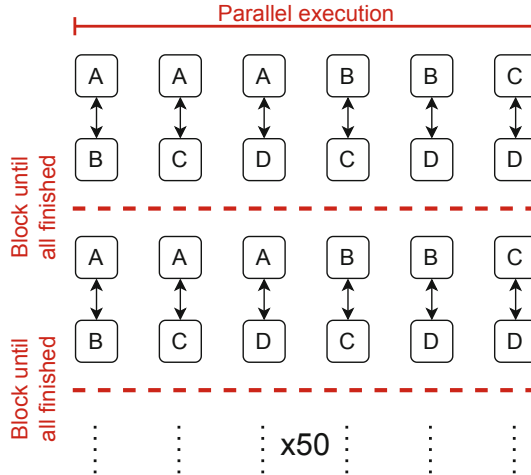 Parallel execution
A A A B B C
B C D C D D
Block until
all finished
A A A B B C
B C D C D D
Block until
all finished
x50